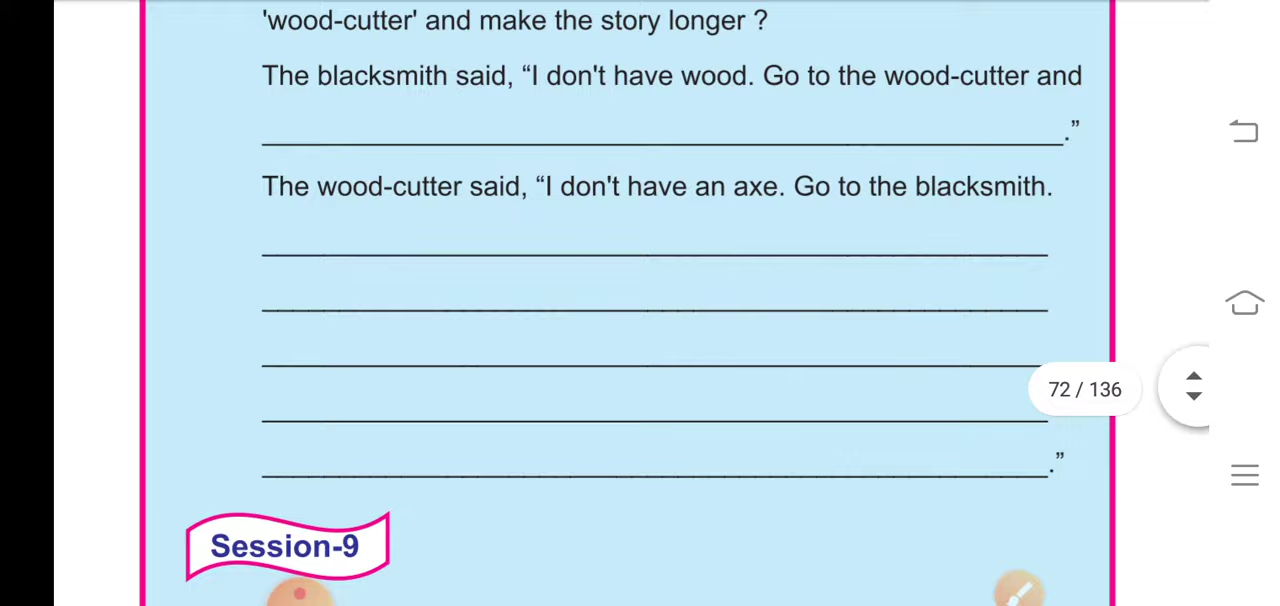 'wood-cutter' and make the story longer ?
The blacksmith said, “I don't have wood. Go to the wood-cutter and
.”
The wood-cutter said, “I don't have an axe. Go to the blacksmith.
72 / 136
.”
Session-9